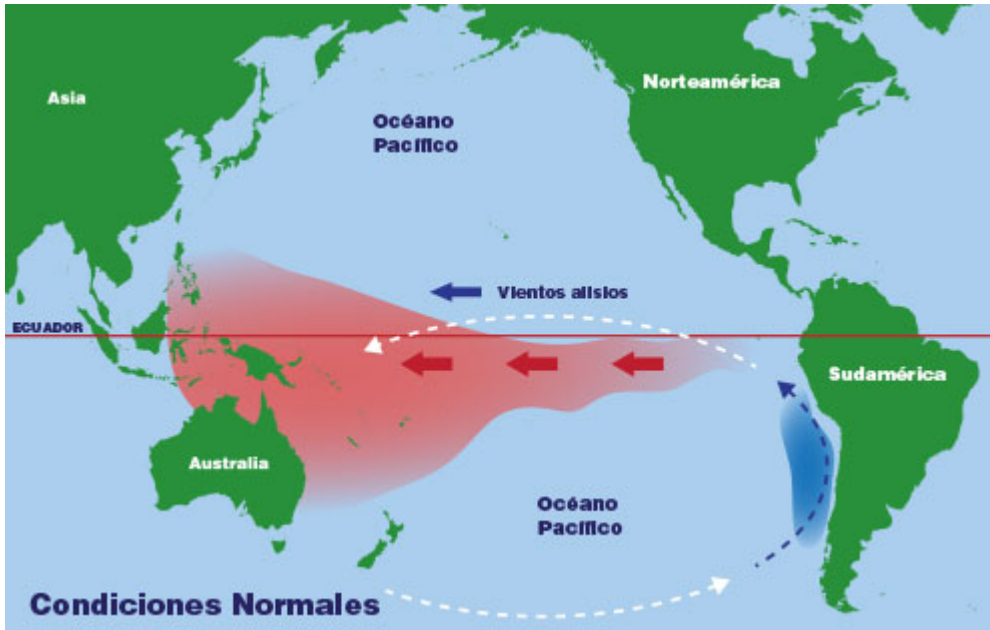 Asia
Norteamérica
Océano
Pacífico
Vientos alisios
ECUADOR
Sudamérica
Australia
Océano
Pacífico
Condiciones Normales